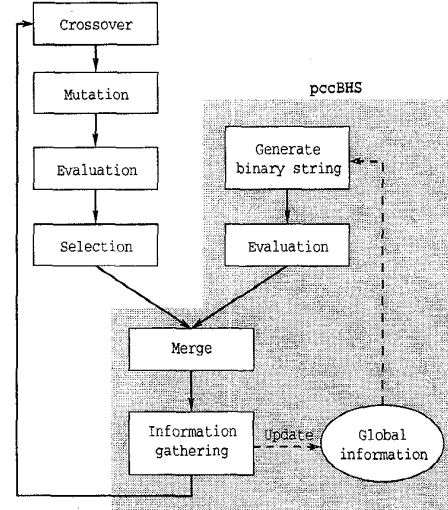 Crossover
Mutation
Evaluation
Selection
pccBHS
Generate
binary string
Evaluation
Merge
Information
gathering
Update
Global
information